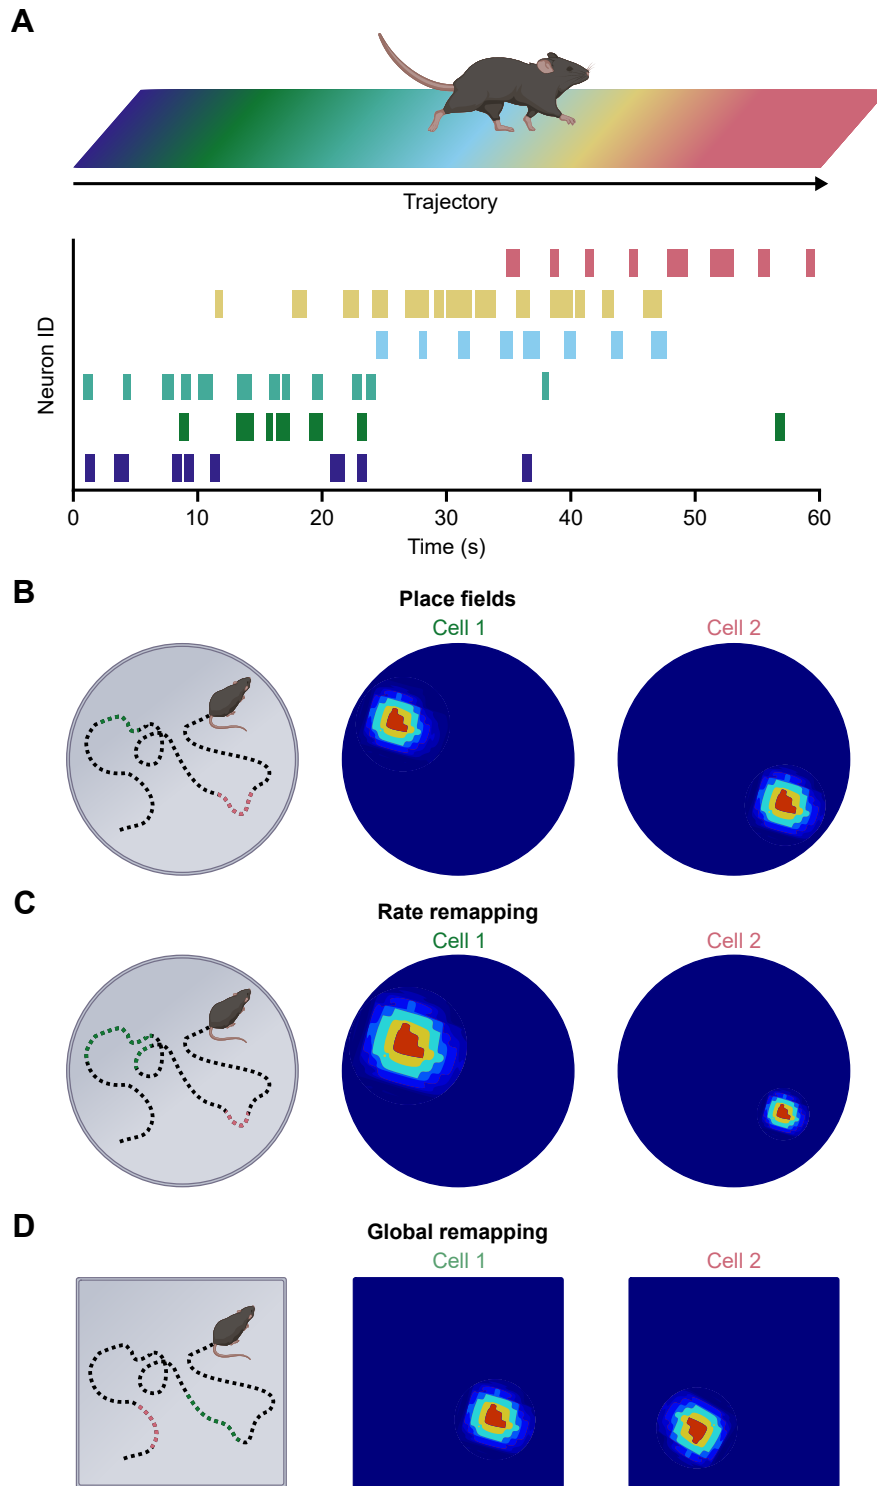 A
Trajectory
Neuron ID
0 10 20 30 40 50 60
Time (s)
B
Place fields
Cell 1 Cell 2
C
Rate remapping
Cell 1 Cell 2
D
Global remapping
Cell 1 Cell 2